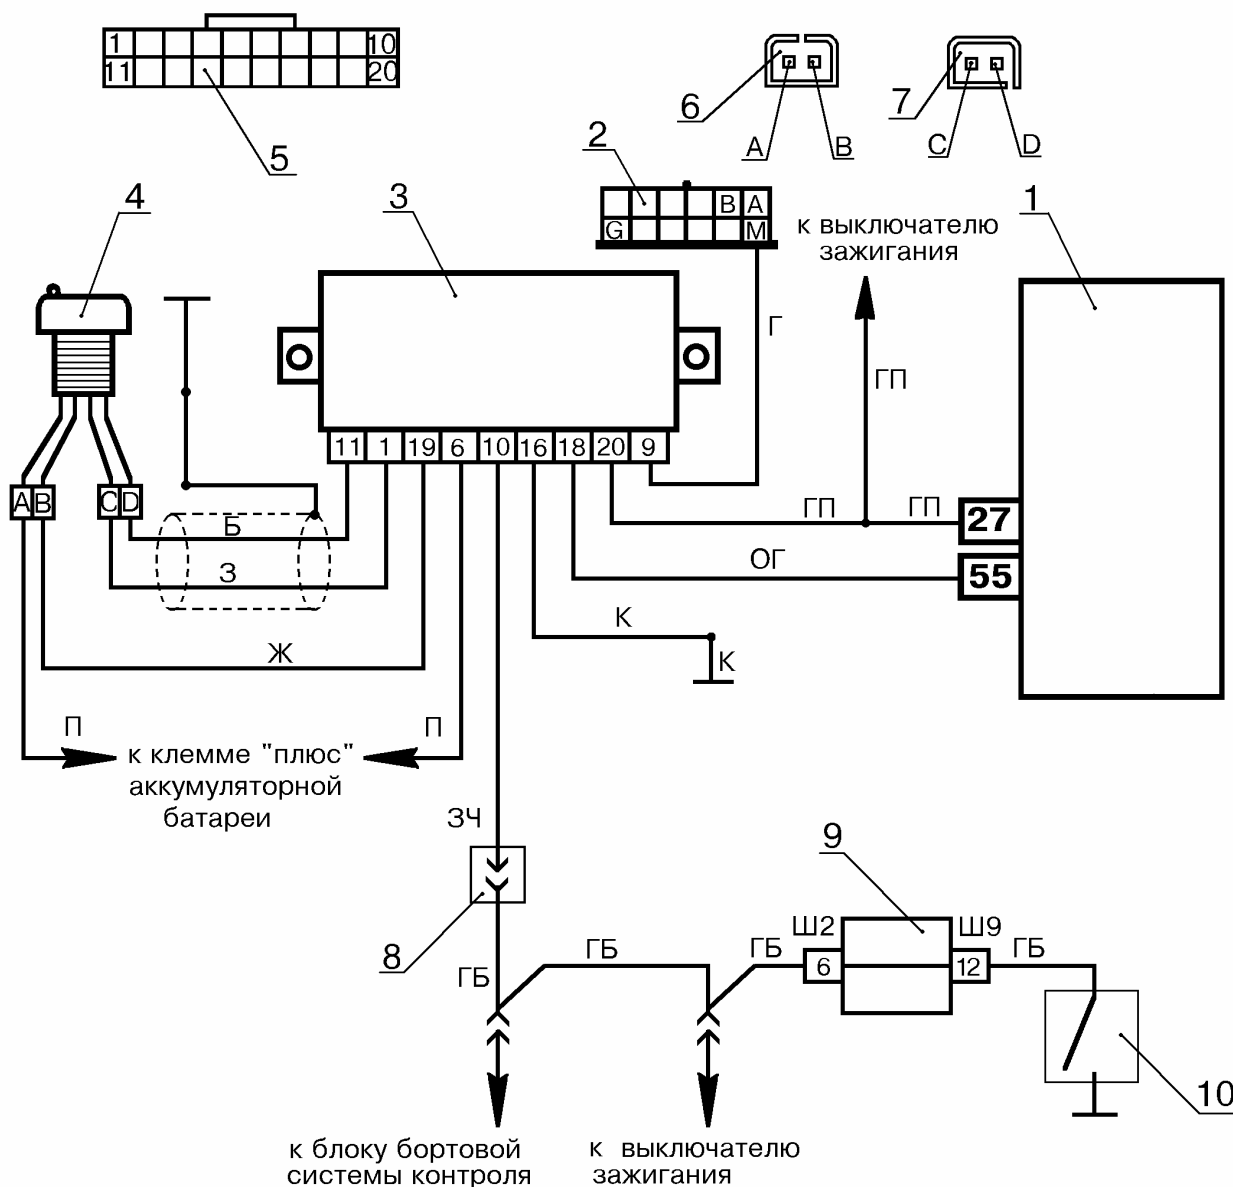 1 10
11 20
5
6
A B
7
C D
2
B A
G M
4
3
к выключателю
зажигания
1
Г
ГП
11 1 19 6 10 16 18 20 9
A B C D
Б
З
ГП ГП
27
ОГ
55
К
К
Ж
П П
к клемме "плюс"
аккумуляторной
батареи
ЗЧ
8
9
Ш2 Ш9
6 12
ГБ ГБ ГБ ГБ
10
к блоку бортовой
системы контроля
к выключателю
зажигания